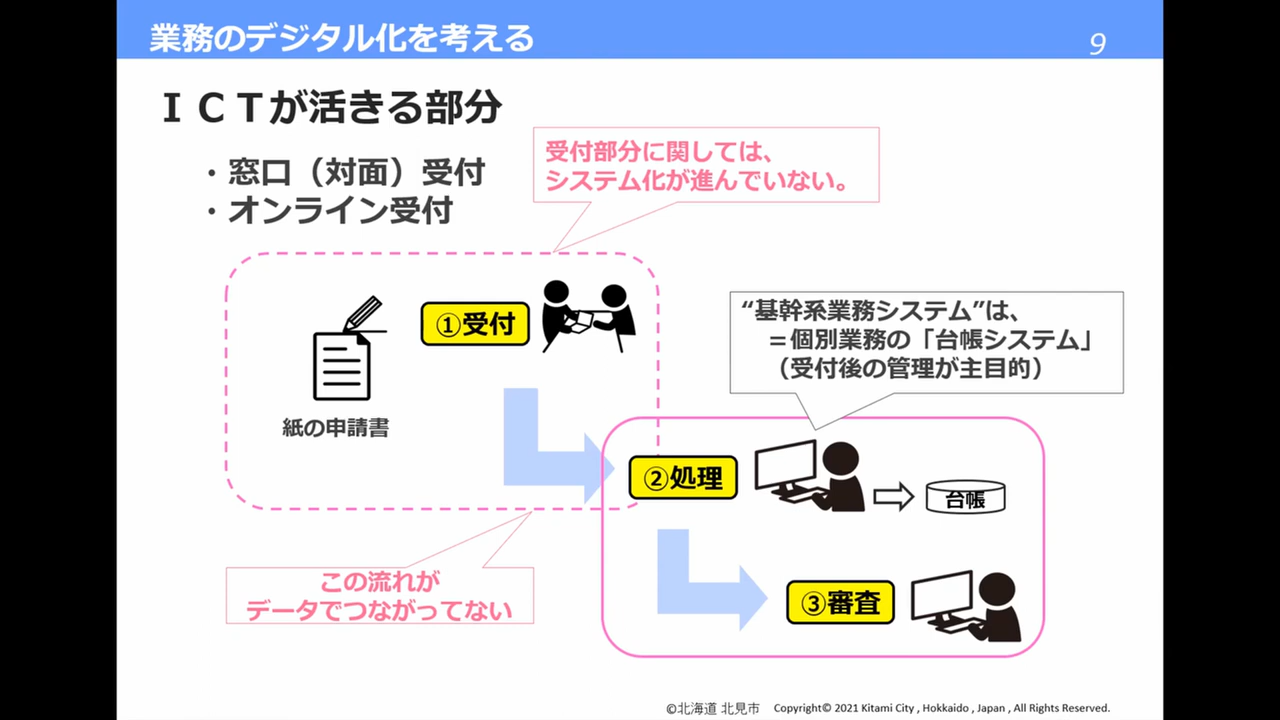 業務のデジタル化を考える
9
ＩＣＴが活きる部分
・窓口（対面）受付
・オンライン受付
受付部分に関しては、
システム化が進んでいない。
①受付
紙の申請書
“基幹系業務システム”は、
＝個別業務の「台帳システム」
（受付後の管理が主目的）
②処理
台帳
この流れが
データでつながってない
③審査
©北海道 北見市 Copyright© 2021 Kitami City , Hokkaido , Japan , All Rights Reserved.